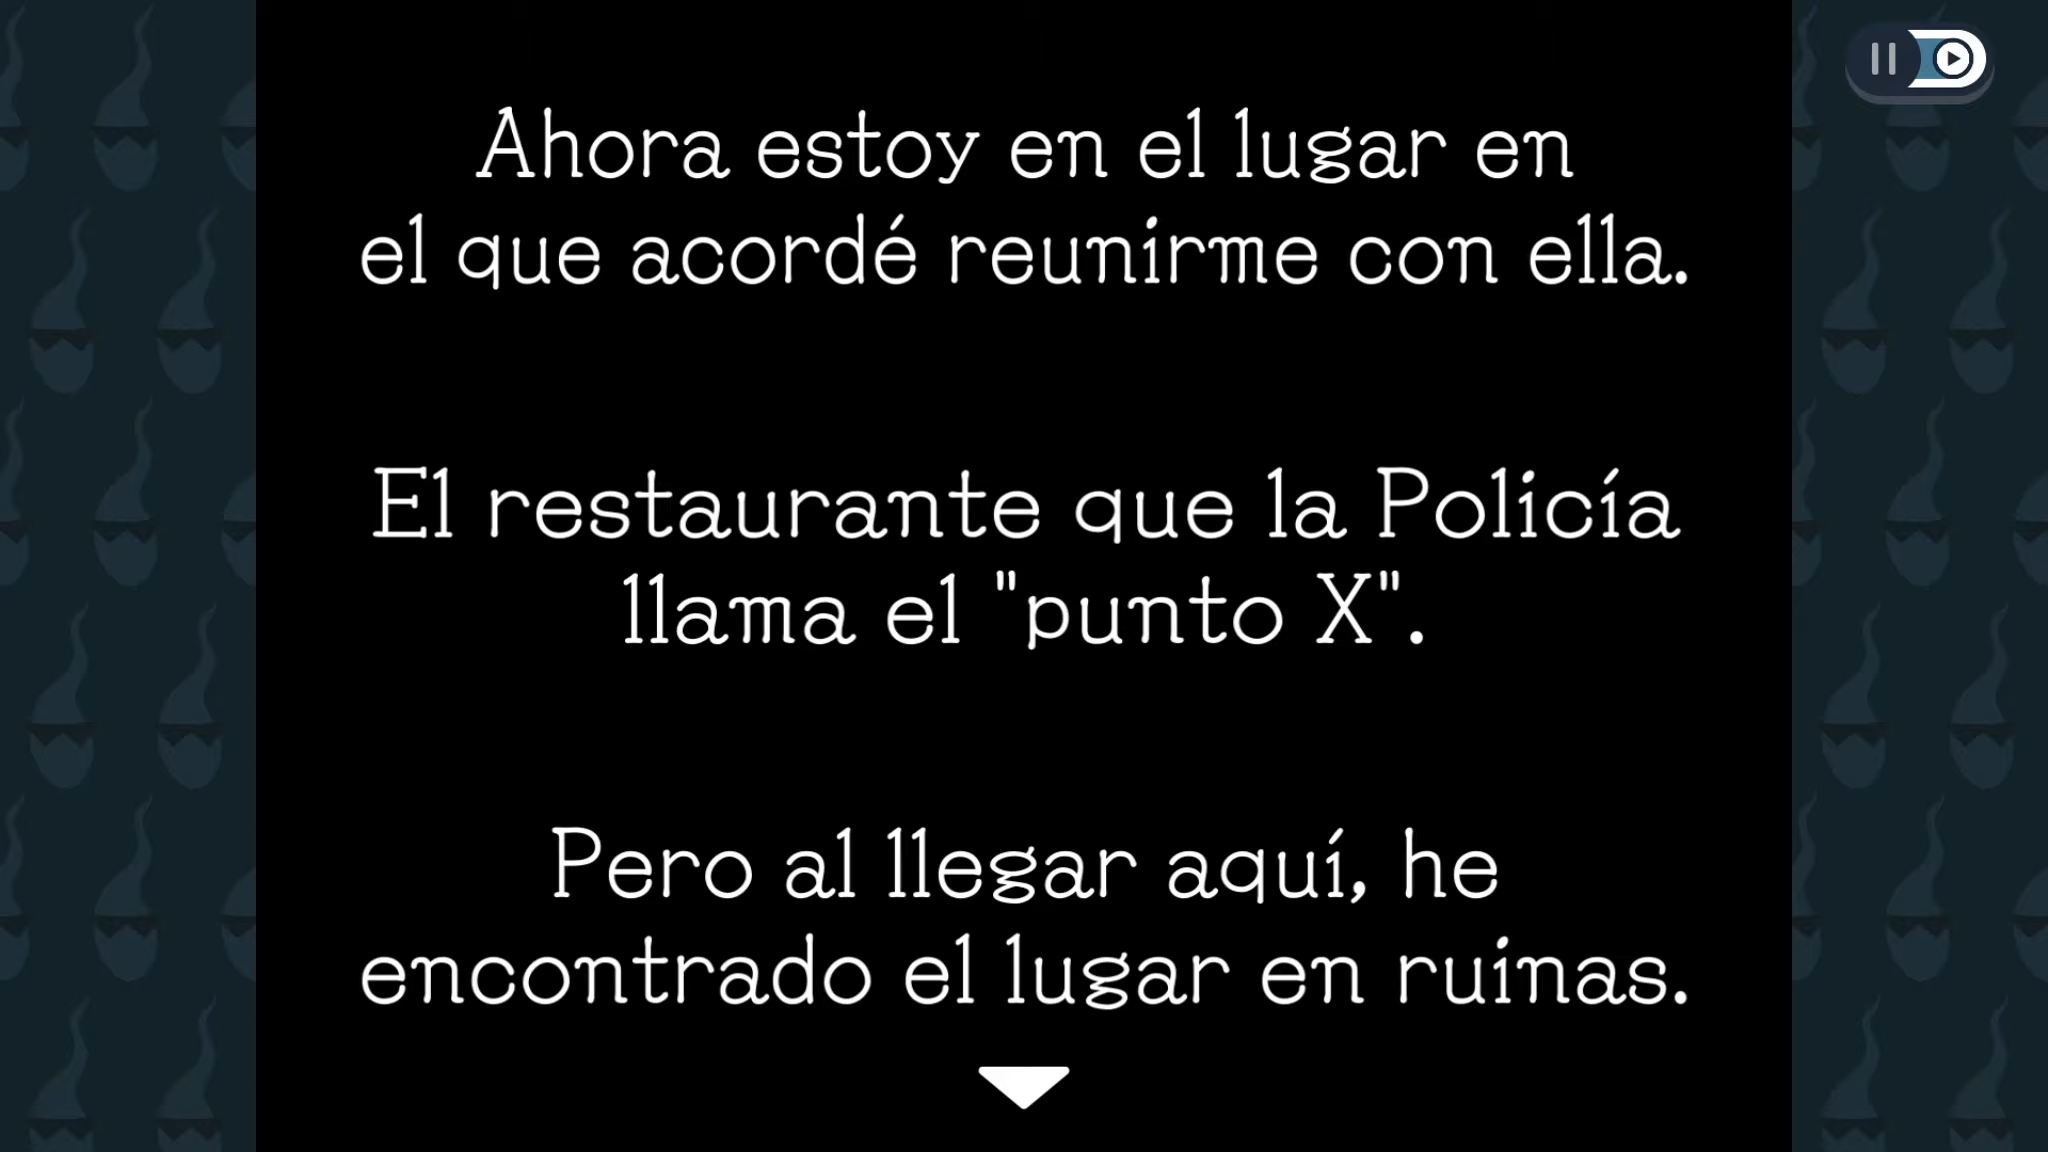 Ahora estoy en el lugar en
el que acordé reunirme con ella.
El restaurante que la Policía
llama el "punto X".
Pero al llegar aquí, he
encontrado el lugar en ruinas.